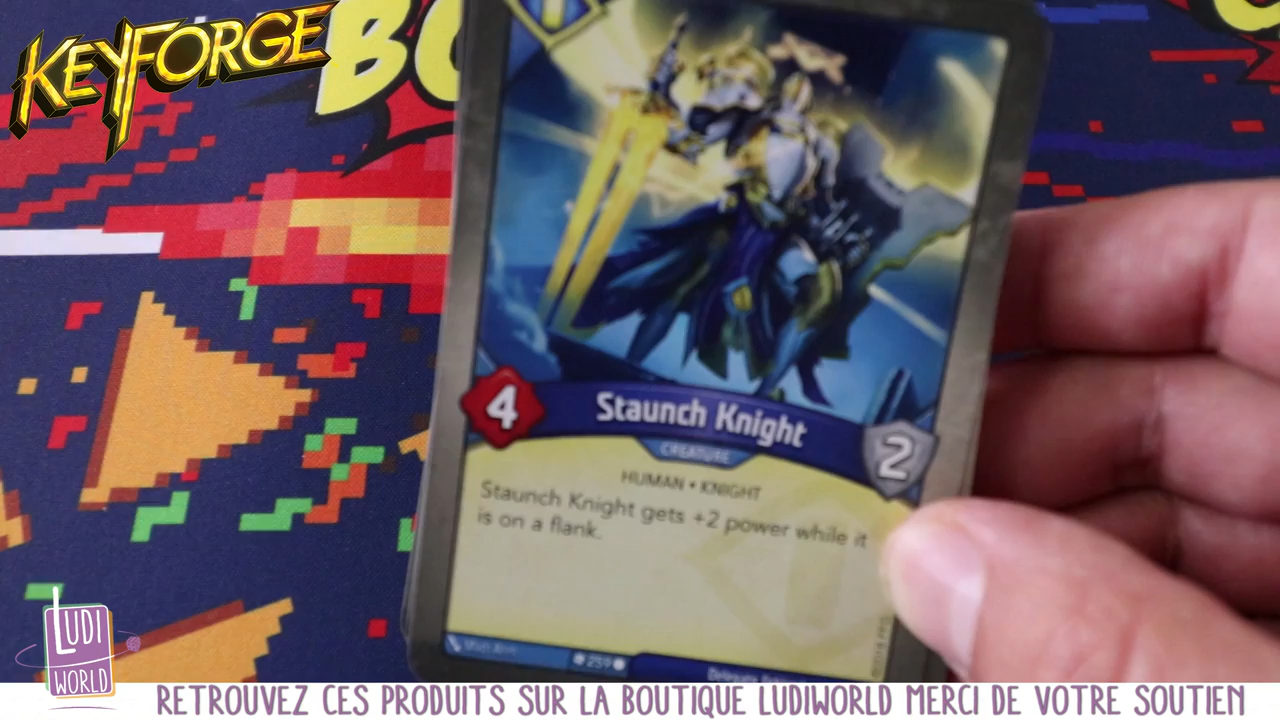 KEYFORGE
BO
4
Staunch Knight
2
CREATURE
HUMAN • KNIGHT
Staunch Knight gets +2 power while it
is on a flank.
259
LUDI
WORLD
RETROUVEZ CES PRODUITS SUR LA BOUTIQUE LUDIWORLD MERCI DE VOTRE SOUTIEN